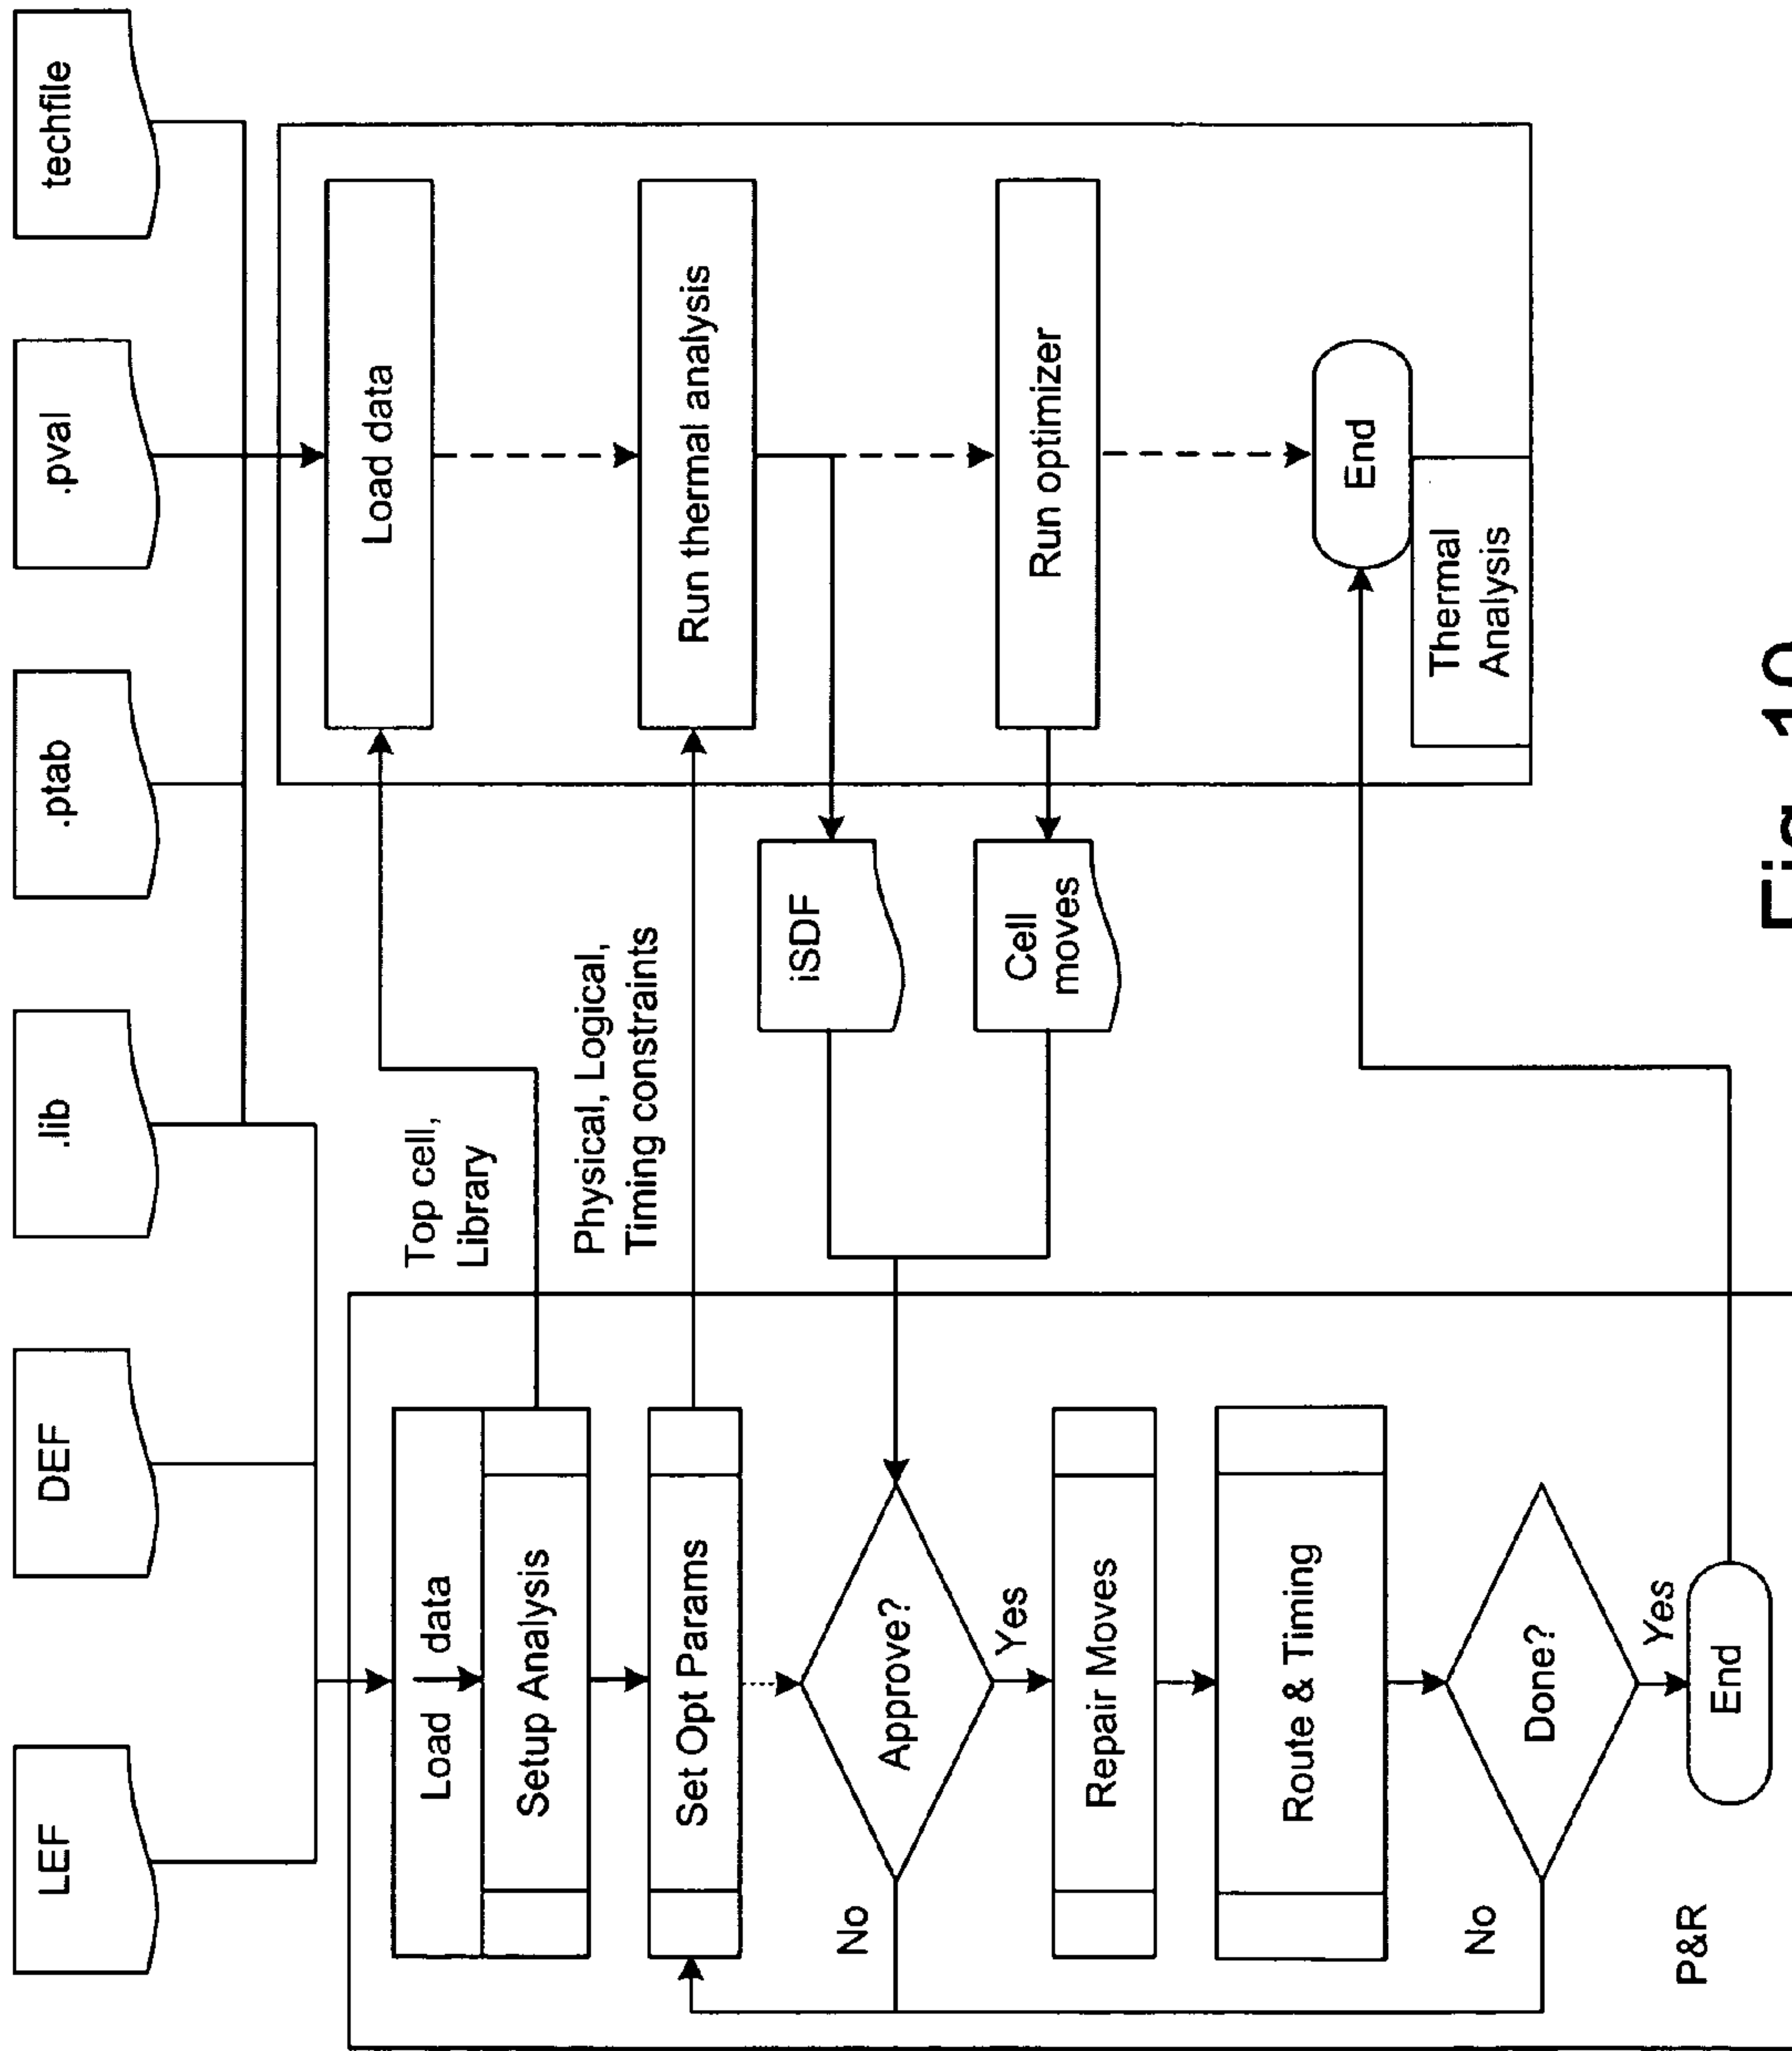 LEF
DEF
.lib
.ptab
.pval
techfile
Load data
Setup Analysis
Set Opt Params
Approve?
No
Yes
Repair Moves
Route & Timing
Done?
No
Yes
End
P&R
Top cell,
Library
Physical, Logical,
Timing constraints
iSDF
Cell
moves
Load data
Run thermal analysis
Run optimizer
End
Thermal
Analysis
Fig. 10